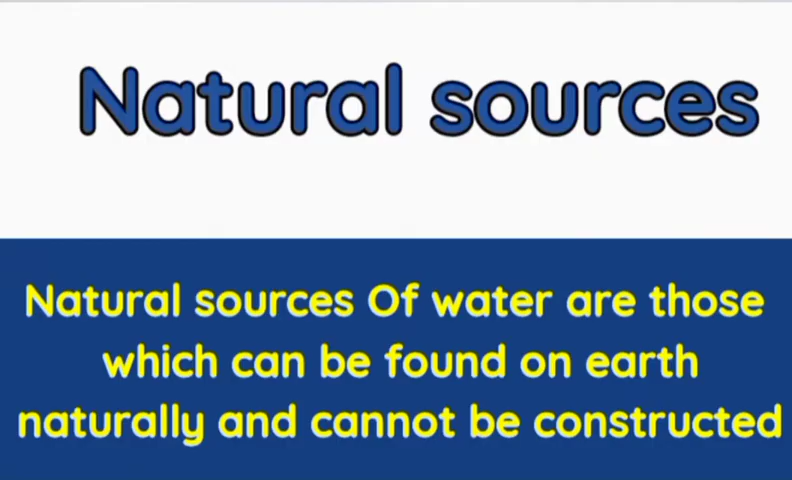 Natural sources
Natural sources Of water are those
which can be found on earth
naturally and cannot be constructed